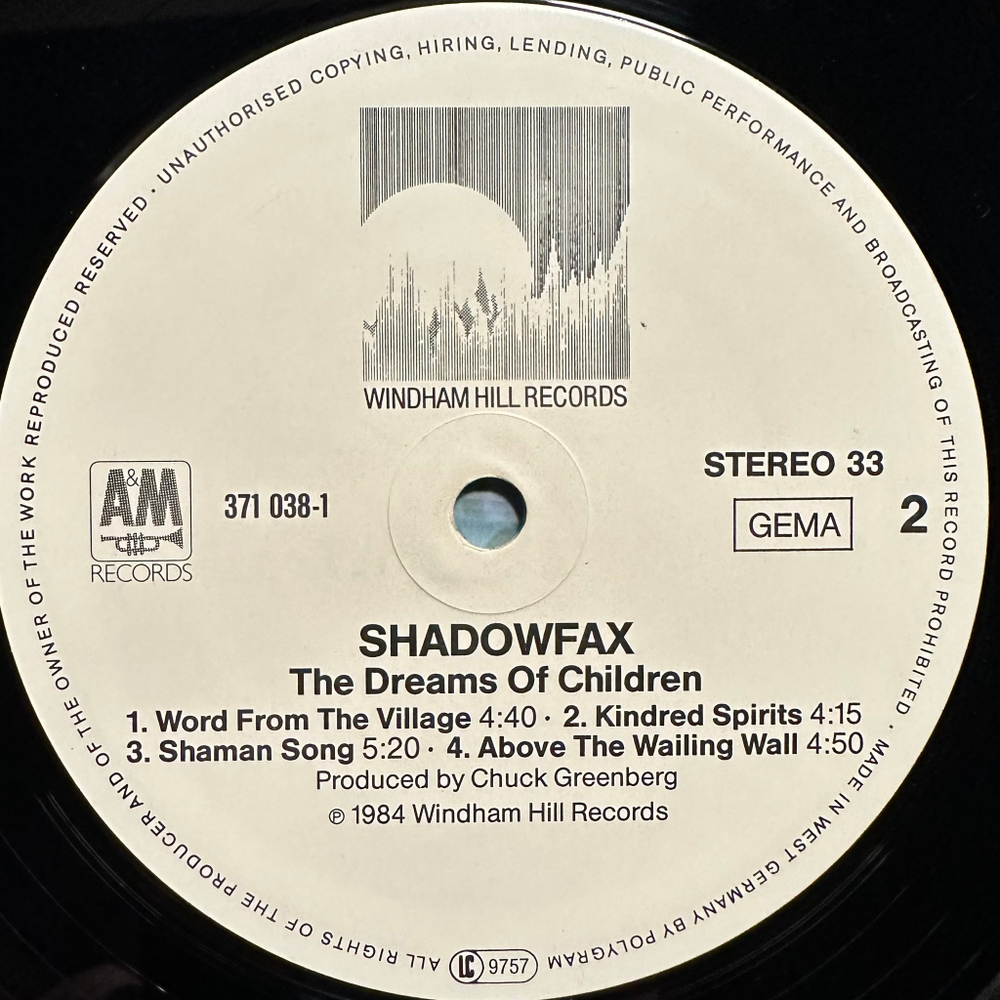 ALL RIGHTS OF THE PRODUCER AND OF THE OWNER OF THE WORK REPRODUCED RESERVED · UNAUTHORISED COPYING, HIRING, LENDING, PUBLIC PERFORMANCE AND BROADCASTING OF THIS RECORD PROHIBITED · MADE IN WEST GERMANY BY POLYGRAM
WINDHAM HILL RECORDS
A&M
RECORDS
371 038-1
STEREO 33
GEMA
2
SHADOWFAX
The Dreams Of Children
1. Word From The Village 4:40 · 2. Kindred Spirits 4:15
3. Shaman Song 5:20 · 4. Above The Wailing Wall 4:50
Produced by Chuck Greenberg
℗ 1984 Windham Hill Records
LC 9757